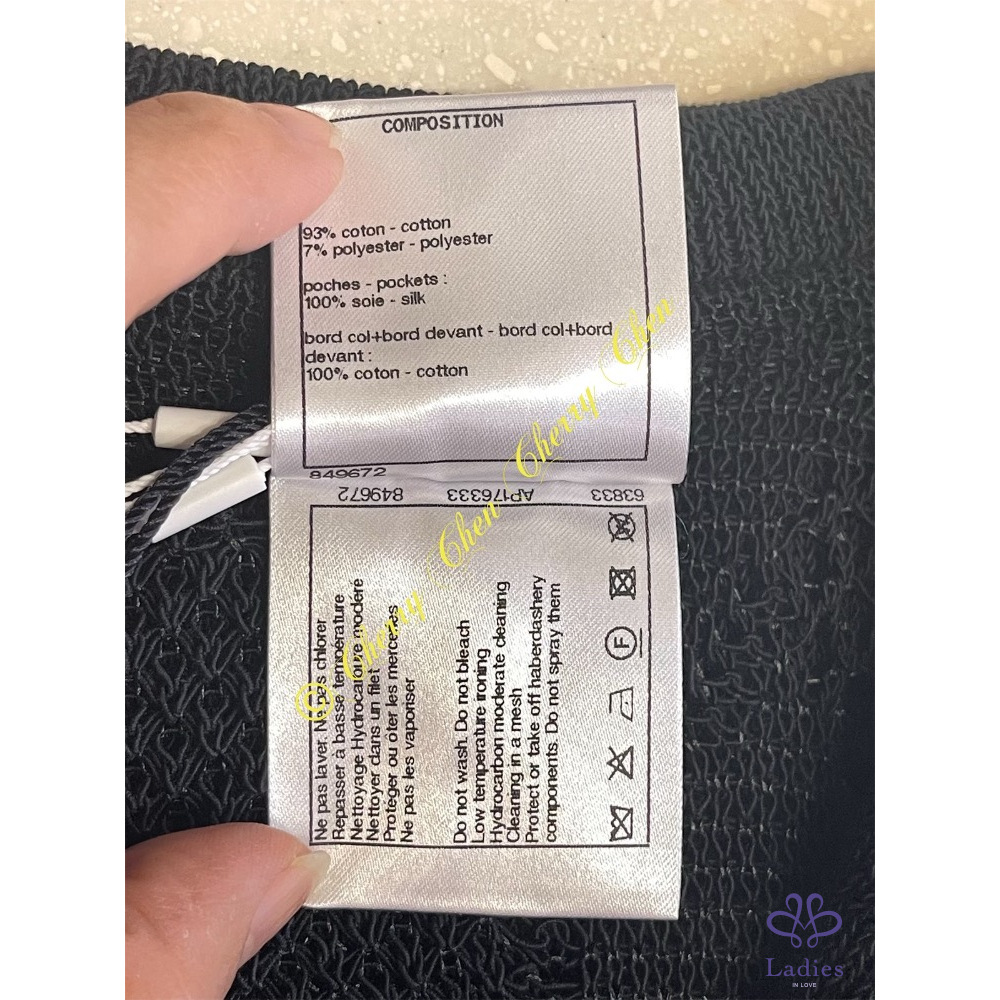 COMPOSITION
93% coton - cotton
7% polyester - polyester
poches - pockets :
100% soie - silk
bord col+bord devant - bord col+bord
devant :
100% coton - cotton
849672
849672 AP176333 63833
Ne pas laver. Ne pas chlorer
Repasser à basse température
Nettoyage Hydrocarbure modéré
Nettoyer dans un filet
Protéger ou ôter les merceries
Ne pas les vaporiser
Do not wash. Do not bleach
Low temperature ironing
Hydrocarbon moderate cleaning
Cleaning in a mesh
Protect or take off haberdashery
components. Do not spray them
F
© Cherry Chen Cherry Chen
Ladies
IN LOVE